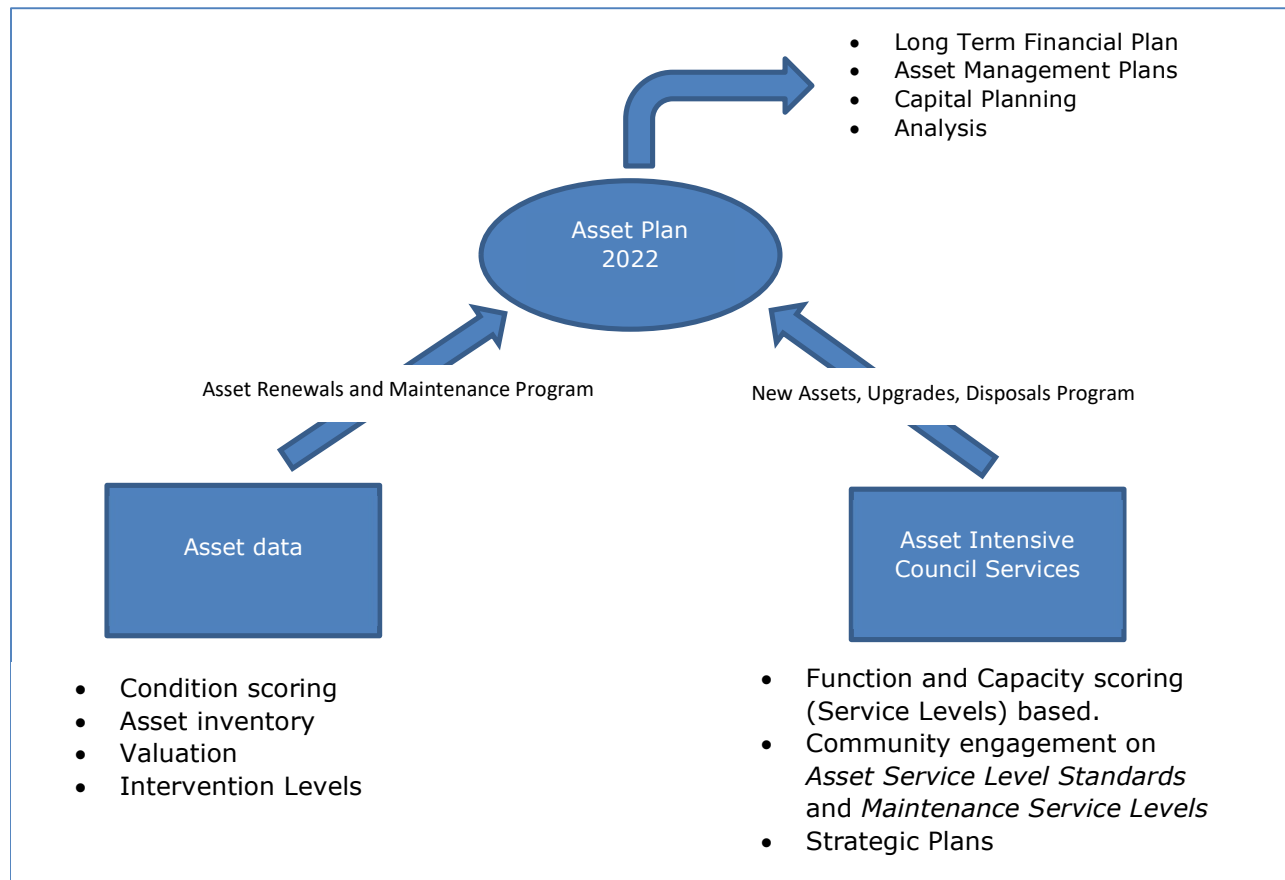 • Long Term Financial Plan
• Asset Management Plans
• Capital Planning
• Analysis
Asset Plan
2022
Asset Renewals and Maintenance Program
New Assets, Upgrades, Disposals Program
Asset data
Asset Intensive
Council Services
• Condition scoring
• Asset inventory
• Valuation
• Intervention Levels
• Function and Capacity scoring
(Service Levels) based.
• Community engagement on
Asset Service Level Standards
and Maintenance Service Levels
• Strategic Plans